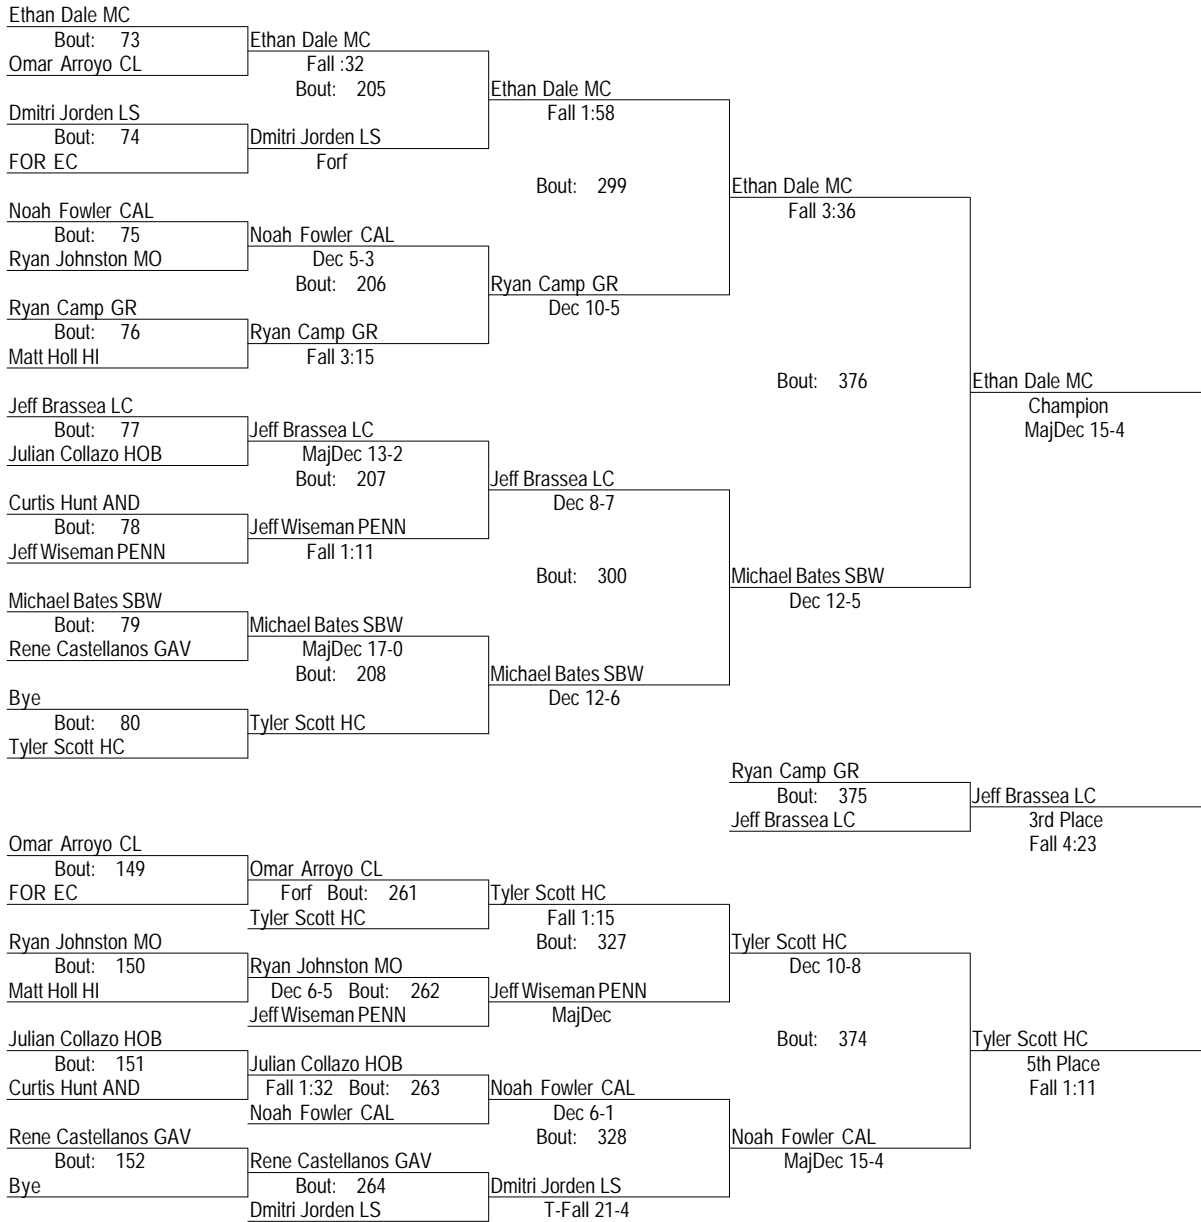 Ethan Dale MC
Bout: 73
Omar Arroyo CL
Ethan Dale MC
Fall :32
Bout: 205
Dmitri Jorden LS
Bout: 74
FOR EC
Dmitri Jorden LS
Forf
Ethan Dale MC
Fall 1:58
Bout: 299
Noah Fowler CAL
Bout: 75
Ryan Johnston MO
Noah Fowler CAL
Dec 5-3
Bout: 206
Ryan Camp GR
Bout: 76
Matt Holl HI
Ryan Camp GR
Fall 3:15
Ryan Camp GR
Dec 10-5
Ethan Dale MC
Fall 3:36
Bout: 376
Ethan Dale MC
Champion
MajDec 15-4
Jeff Brassea LC
Bout: 77
Julian Collazo HOB
Jeff Brassea LC
MajDec 13-2
Bout: 207
Curtis Hunt AND
Bout: 78
Jeff Wiseman PENN
Jeff Wiseman PENN
Fall 1:11
Jeff Brassea LC
Dec 8-7
Bout: 300
Michael Bates SBW
Bout: 79
Rene Castellanos GAV
Michael Bates SBW
MajDec 17-0
Bout: 208
Bye
Bout: 80
Tyler Scott HC
Tyler Scott HC
Michael Bates SBW
Dec 12-6
Michael Bates SBW
Dec 12-5
Ryan Camp GR
Bout: 375
Jeff Brassea LC
Jeff Brassea LC
3rd Place
Fall 4:23
Omar Arroyo CL
Bout: 149
FOR EC
Omar Arroyo CL
Forf Bout: 261
Tyler Scott HC
Tyler Scott HC
Fall 1:15
Bout: 327
Ryan Johnston MO
Bout: 150
Matt Holl HI
Ryan Johnston MO
Dec 6-5 Bout: 262
Jeff Wiseman PENN
Jeff Wiseman PENN
MajDec
Tyler Scott HC
Dec 10-8
Bout: 374
Tyler Scott HC
5th Place
Fall 1:11
Julian Collazo HOB
Bout: 151
Curtis Hunt AND
Julian Collazo HOB
Fall 1:32 Bout: 263
Noah Fowler CAL
Noah Fowler CAL
Dec 6-1
Bout: 328
Rene Castellanos GAV
Bout: 152
Bye
Rene Castellanos GAV
Bout: 264
Dmitri Jorden LS
Dmitri Jorden LS
T-Fall 21-4
Noah Fowler CAL
MajDec 15-4